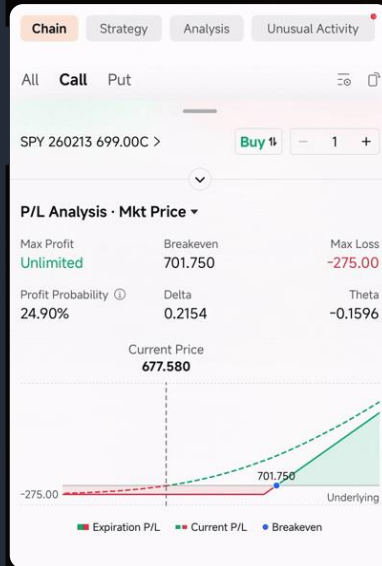 Chain Strategy Analysis Unusual Activity
All Call Put
SPY 260213 699.00C >
Buy
− 1 +
P/L Analysis · Mkt Price
Max Profit Breakeven Max Loss
Unlimited 701.750 -275.00
Profit Probability Delta Theta
24.90% 0.2154 -0.1596
Current Price
677.580
701.750
-275.00
Underlying
Expiration P/L Current P/L Breakeven